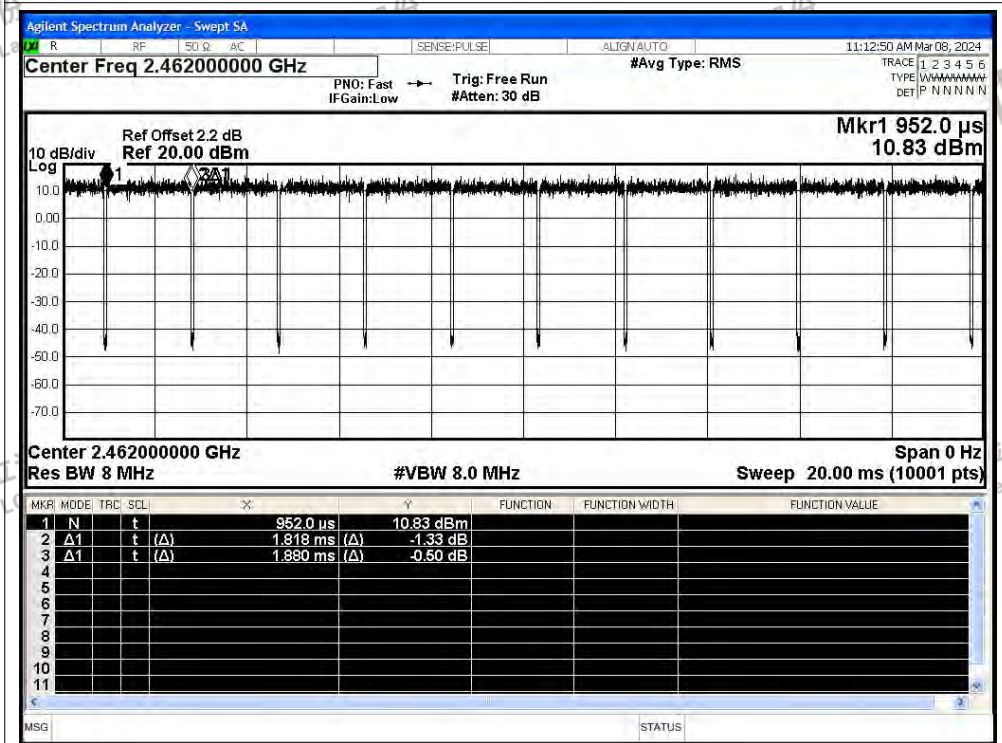 Agilent Spectrum Analyzer - Swept SA
R RF 50 Ω AC SENSE:PULSE ALIGN AUTO 11:12:50 AM Mar 08, 2024
Center Freq 2.462000000 GHz #Avg Type: RMS TRACE 1 2 3 4 5 6
PNO: Fast Trig: Free Run TYPE WWWWWW
IFGain:Low #Atten: 30 dB DET P N N N N N
Mkr1 952.0 µs
Ref Offset 2.2 dB
10 dB/div Ref 20.00 dBm 10.83 dBm
Log
1
10.0
0.00
-10.0
-20.0
-30.0
-40.0
-50.0
-60.0
-70.0
Center 2.462000000 GHz Span 0 Hz
Res BW 8 MHz #VBW 8.0 MHz Sweep 20.00 ms (10001 pts)
MKR MODE TRC SCL X Y FUNCTION FUNCTION WIDTH FUNCTION VALUE
1 N t 952.0 µs 10.83 dBm
2 Δ1 t (Δ) 1.818 ms (Δ) -1.33 dB
3 Δ1 t (Δ) 1.880 ms (Δ) -0.50 dB
4
5
6
7
8
9
10
11
MSG STATUS